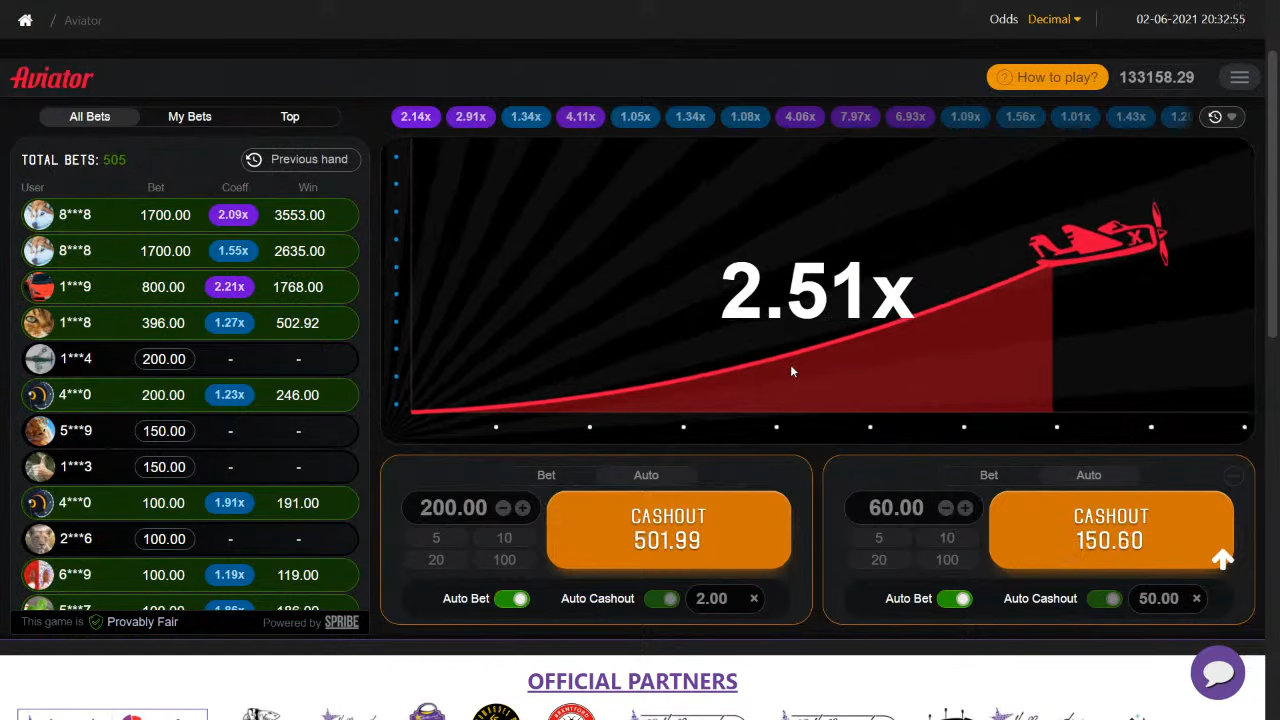 / Aviator
Odds Decimal 02-06-2021 20:32:55
Aviator
? How to play? 133158.29
All Bets My Bets Top
2.14x 2.91x 1.34x 4.11x 1.05x 1.34x 1.08x 4.06x 7.97x 6.93x 1.09x 1.56x 1.01x 1.43x
TOTAL BETS: 505 Previous hand
User Bet Coeff. Win
8***8 1700.00 2.09x 3553.00
8***8 1700.00 1.55x 2635.00
1***9 800.00 2.21x 1768.00
1***8 396.00 1.27x 502.92
1***4 200.00 - -
4***0 200.00 1.23x 246.00
5***9 150.00 - -
1***3 150.00 - -
4***0 100.00 1.91x 191.00
2***6 100.00 - -
6***9 100.00 1.19x 119.00
5***7 100.00 1.86x 186.00
This game is Provably Fair Powered by SPRIBE
2.51x
X
Bet Auto
200.00 - +
5 10
20 100
CASHOUT
501.99
Auto Bet Auto Cashout 2.00 ×
Bet Auto
60.00 - +
5 10
20 100
CASHOUT
150.60
Auto Bet Auto Cashout 50.00 ×
OFFICIAL PARTNERS